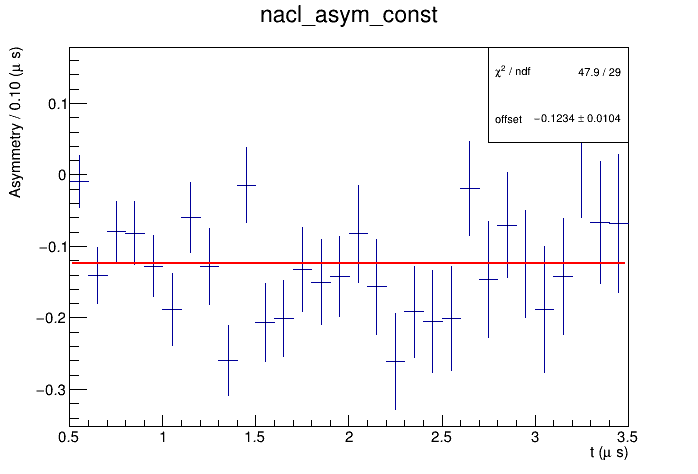 nacl_asym_const
Asymmetry / 0.10 (μ s)
χ² / ndf 47.9 / 29
offset −0.1234 ± 0.0104
0.1
0
−0.1
−0.2
−0.3
0.5 1 1.5 2 2.5 3 3.5
t (μ s)